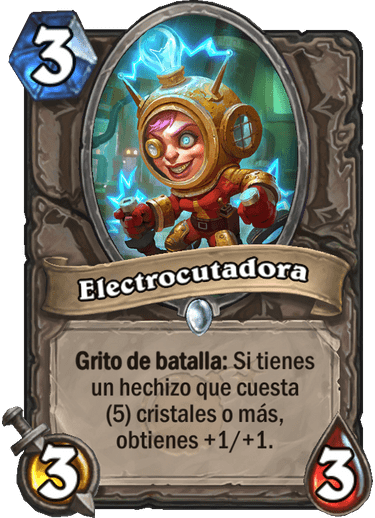 3
Electrocutadora
Grito de batalla: Si tienes
un hechizo que cuesta
(5) cristales o más,
obtienes +1/+1.
3
3